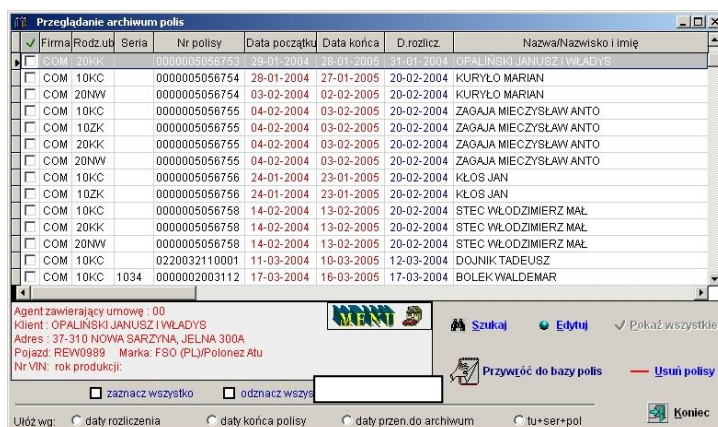 Przeglądanie archiwum polis
Firma Rodz.ub Seria Nr polisy Data początku Data końca D.rozlicz. Nazwa/Nazwisko i imię
COM 20KK 0000005056753 29-01-2004 28-01-2005 31-01-2004 OPALIŃSKI JANUSZ I WŁADYS
COM 10KC 0000005056754 28-01-2004 27-01-2005 20-02-2004 KURYŁO MARIAN
COM 20NW 0000005056754 03-02-2004 02-02-2005 20-02-2004 KURYŁO MARIAN
COM 10KC 0000005056755 04-02-2004 03-02-2005 20-02-2004 ZAGAJA MIECZYSŁAW ANTO
COM 10ZK 0000005056755 04-02-2004 03-02-2005 20-02-2004 ZAGAJA MIECZYSŁAW ANTO
COM 20KK 0000005056755 04-02-2004 03-02-2005 20-02-2004 ZAGAJA MIECZYSŁAW ANTO
COM 20NW 0000005056755 04-02-2004 03-02-2005 20-02-2004 ZAGAJA MIECZYSŁAW ANTO
COM 10KC 0000005056756 24-01-2004 23-01-2005 20-02-2004 KŁOS JAN
COM 10ZK 0000005056756 24-01-2004 23-01-2005 20-02-2004 KŁOS JAN
COM 10KC 0000005056758 14-02-2004 13-02-2005 20-02-2004 STEC WŁODZIMIERZ MAŁ
COM 20KK 0000005056758 14-02-2004 13-02-2005 20-02-2004 STEC WŁODZIMIERZ MAŁ
COM 20NW 0000005056758 14-02-2004 13-02-2005 20-02-2004 STEC WŁODZIMIERZ MAŁ
COM 10KC 0220032110001 11-03-2004 10-03-2005 12-03-2004 DOJNIK TADEUSZ
COM 10KC 1034 0000002003112 17-03-2004 16-03-2005 17-03-2004 BOLEK WALDEMAR
Agent zawierający umowę : 00
Klient : OPALIŃSKI JANUSZ I WŁADYS
Adres : 37-310 NOWA SARZYNA, JELNA 300A
Pojazd: REW0989 Marka: FSO (PL)/Polonez Atu
Nr VIN: rok produkcji:
MENU
Szukaj Edytuj Pokaż wszystkie
Przywróć do bazy polis Usuń polisy
zaznacz wszystko odznacz wszys
Ułóż wg: daty rozliczenia daty końca polisy daty przen.do archiwum tu+ser+pol
Koniec